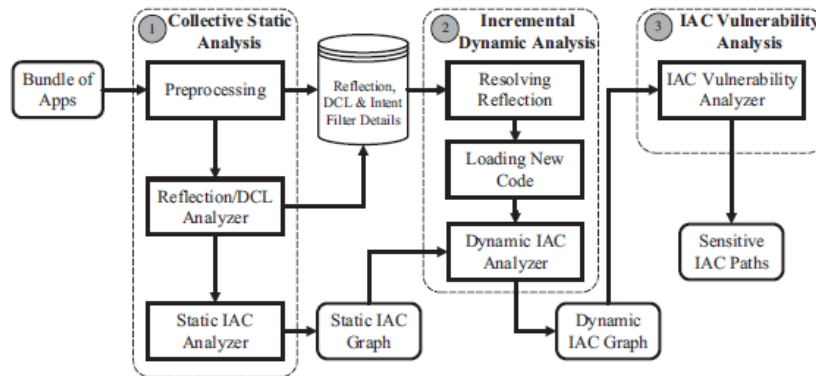 1
Collective Static
Analysis
2
Incremental
Dynamic Analysis
3
IAC Vulnerability
Analysis
Bundle of
Apps
Preprocessing
Reflection,
DCL & Intent
Filter Details
Resolving
Reflection
IAC Vulnerability
Analyzer
Loading New
Code
Reflection/DCL
Analyzer
Dynamic IAC
Analyzer
Sensitive
IAC Paths
Static IAC
Analyzer
Static IAC
Graph
Dynamic
IAC Graph